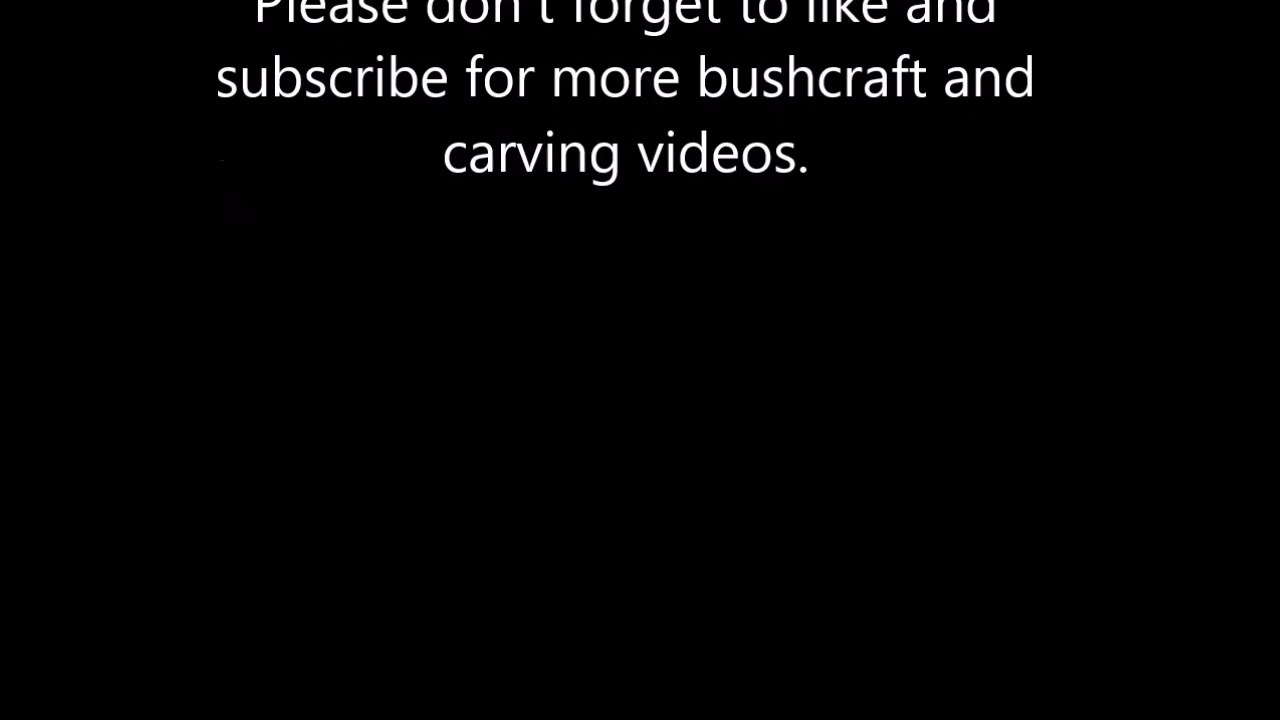 Please don't forget to like and
subscribe for more bushcraft and
carving videos.